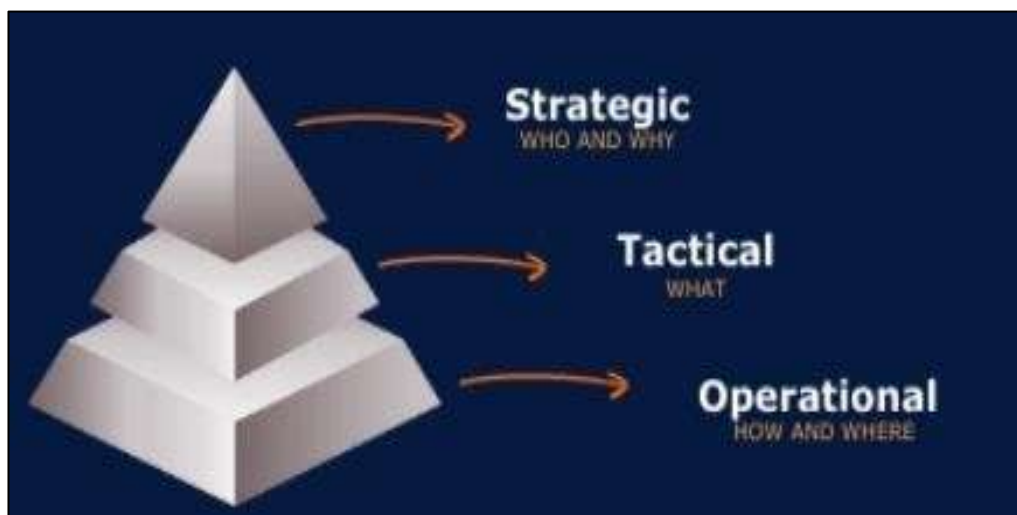 Strategic
WHO AND WHY
Tactical
WHAT
Operational
HOW AND WHERE